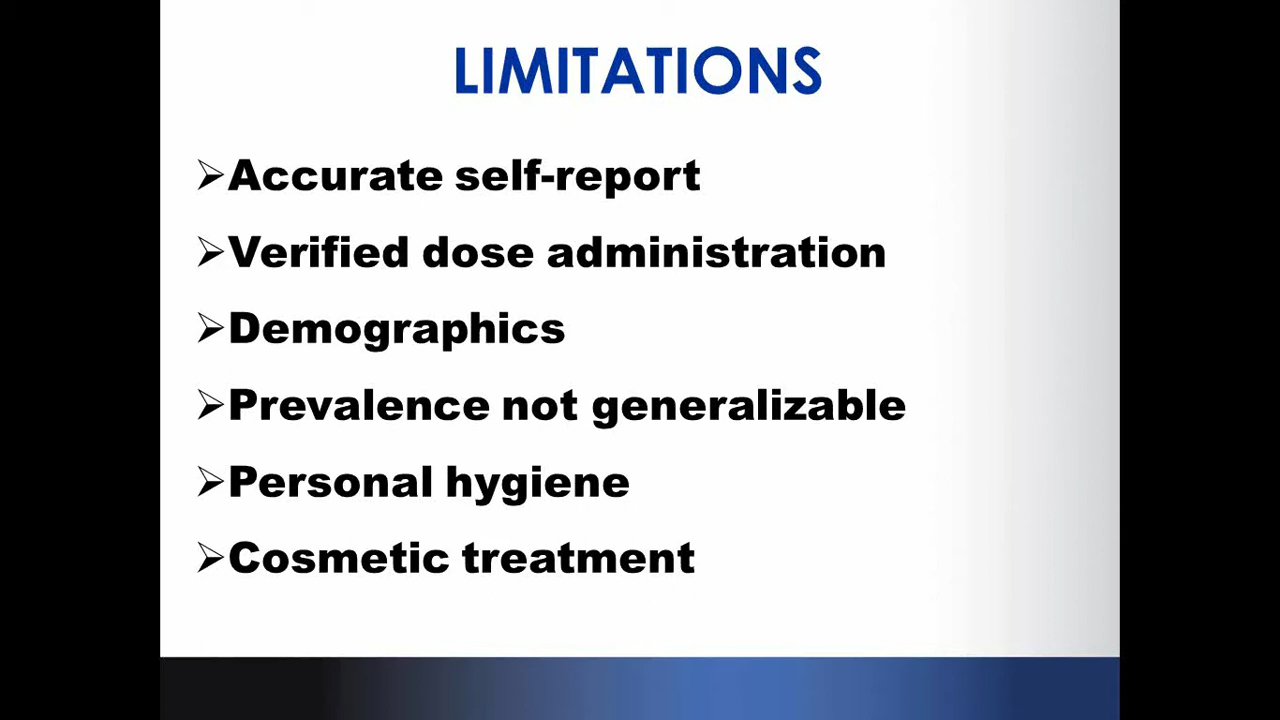 LIMITATIONS
➢Accurate self-report
➢Verified dose administration
➢Demographics
➢Prevalence not generalizable
➢Personal hygiene
➢Cosmetic treatment